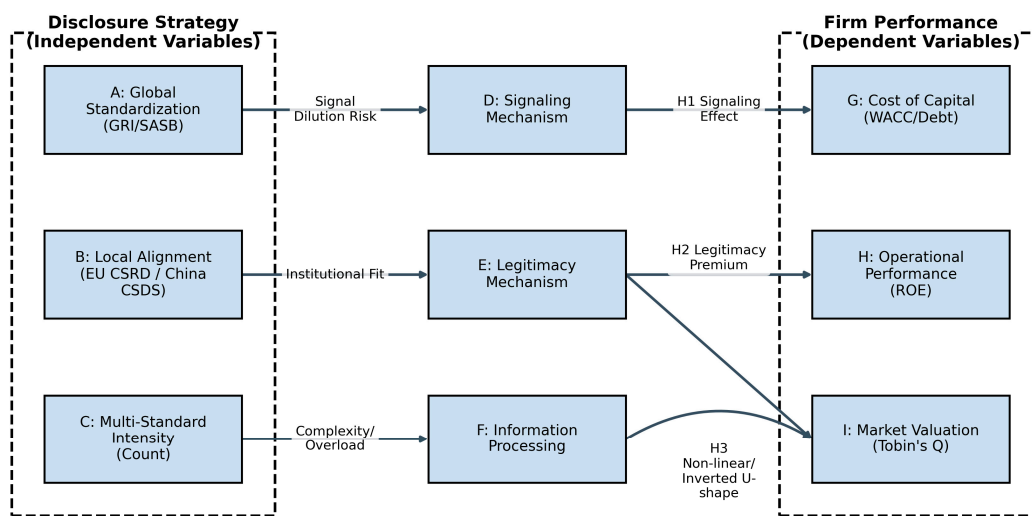 Disclosure Strategy
(Independent Variables)
Firm Performance
(Dependent Variables)
A: Global
Standardization
(GRI/SASB)
Signal
Dilution Risk
D: Signaling
Mechanism
H1 Signaling
Effect
G: Cost of Capital
(WACC/Debt)
B: Local Alignment
(EU CSRD / China
CSDS)
Institutional Fit
E: Legitimacy
Mechanism
H2 Legitimacy
Premium
H: Operational
Performance
(ROE)
C: Multi-Standard
Intensity
(Count)
Complexity/
Overload
F: Information
Processing
H3
Non-linear/
Inverted U-
shape
I: Market Valuation
(Tobin's Q)